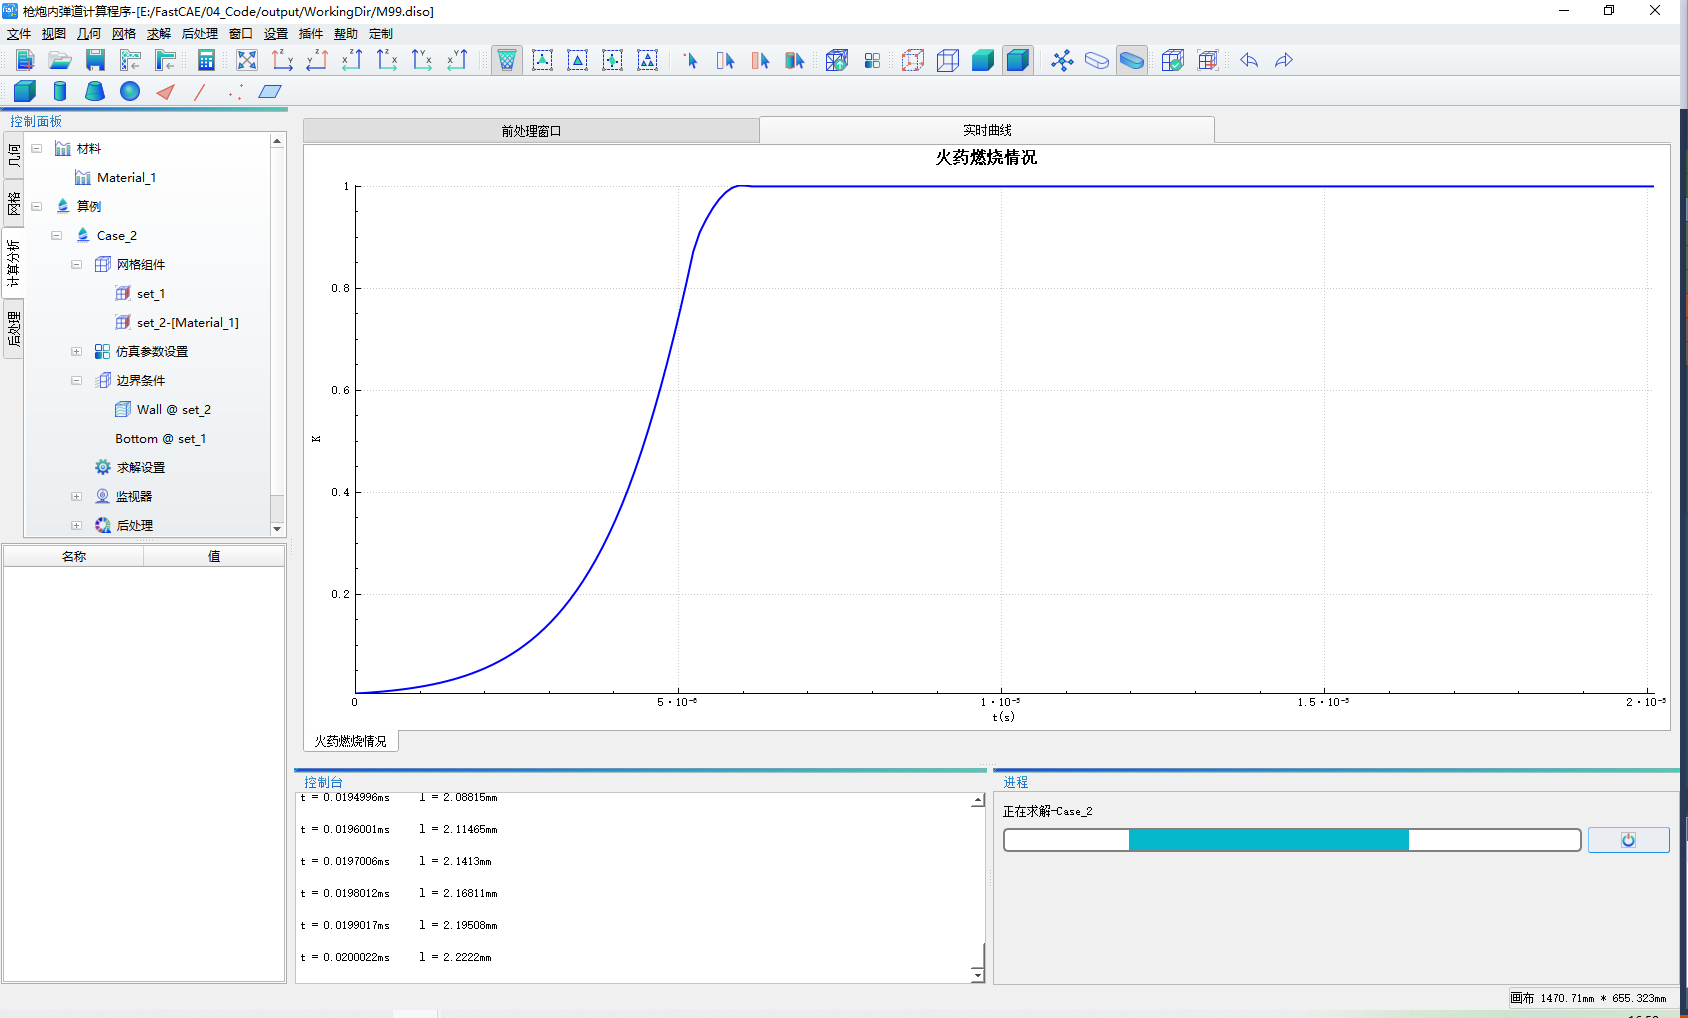 枪炮内弹道计算程序-[E:/FastCAE/04_Code/output/WorkingDir/M99.diso]
文件 视图 几何 网格 求解 后处理 窗口 设置 插件 帮助 定制
控制面板
几何
网格
计算分析
后处理
材料
Material_1
算例
Case_2
网格组件
set_1
set_2-[Material_1]
仿真参数设置
边界条件
Wall @ set_2
Bottom @ set_1
求解设置
监视器
后处理
名称 值
前处理窗口 实时曲线
火药燃烧情况
1
0.8
0.6
K
0.4
0.2
0 5·10⁻⁶ 1·10⁻⁵ 1.5·10⁻⁵ 2·10⁻⁵
t(s)
火药燃烧情况
控制台
t = 0.0194996ms l = 2.08815mm
t = 0.0196001ms l = 2.11465mm
t = 0.0197006ms l = 2.1413mm
t = 0.0198012ms l = 2.16811mm
t = 0.0199017ms l = 2.19508mm
t = 0.0200022ms l = 2.2222mm
进程
正在求解-Case_2
画布 1470.71mm * 655.323mm